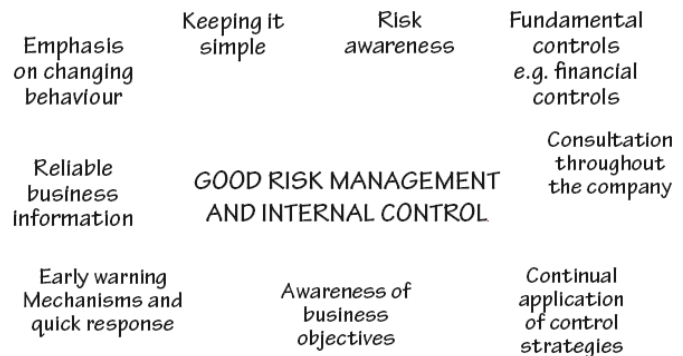 Keeping it
simple
Risk
awareness
Fundamental
controls
e.g. financial
controls
Emphasis
on changing
behaviour
Consultation
throughout
the company
Reliable
business
information
GOOD RISK MANAGEMENT
AND INTERNAL CONTROL
Early warning
Mechanisms and
quick response
Awareness of
business
objectives
Continual
application
of control
strategies